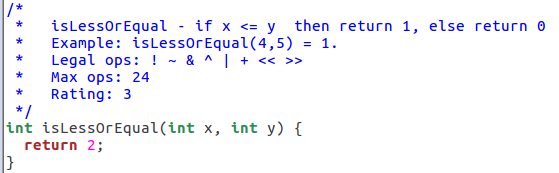 /*
 *   isLessOrEqual - if x <= y  then return 1, else return 0
 *   Example: isLessOrEqual(4,5) = 1.
 *   Legal ops: ! ~ & ^ | + << >>
 *   Max ops: 24
 *   Rating: 3
 */
int isLessOrEqual(int x, int y) {
  return 2;
}